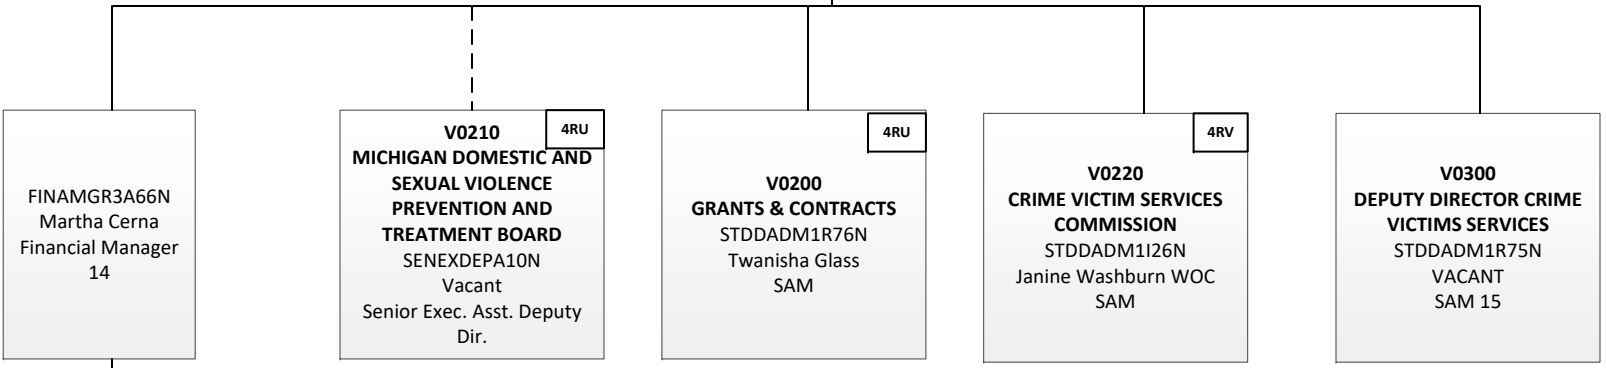 FINAMGR3A66N
Martha Cerna
Financial Manager
14
4RU
V0210
MICHIGAN DOMESTIC AND
SEXUAL VIOLENCE
PREVENTION AND
TREATMENT BOARD
SENEXDEPA10N
Vacant
Senior Exec. Asst. Deputy
Dir.
4RU
V0200
GRANTS & CONTRACTS
STDDADM1R76N
Twanisha Glass
SAM
4RV
V0220
CRIME VICTIM SERVICES
COMMISSION
STDDADM1I26N
Janine Washburn WOC
SAM
V0300
DEPUTY DIRECTOR CRIME
VICTIMS SERVICES
STDDADM1R75N
VACANT
SAM 15